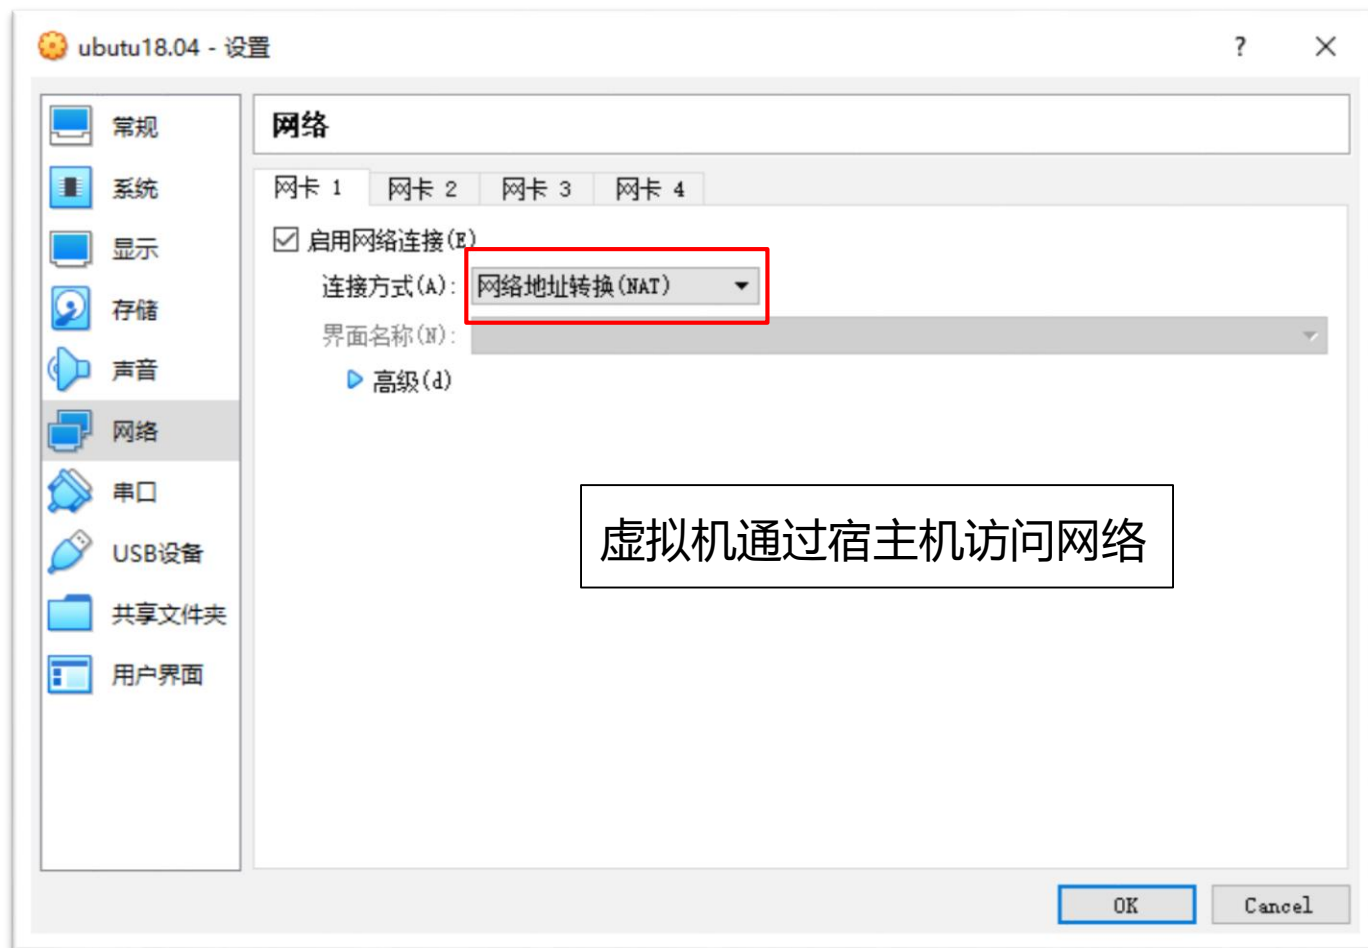 ubutu18.04 - 设置
?
常规
系统
显示
存储
声音
网络
串口
USB设备
共享文件夹
用户界面
网络
网卡 1
网卡 2
网卡 3
网卡 4
启用网络连接(E)
连接方式(A): 网络地址转换(NAT)
界面名称(N):
高级(d)
虚拟机通过宿主机访问网络
OK
Cancel